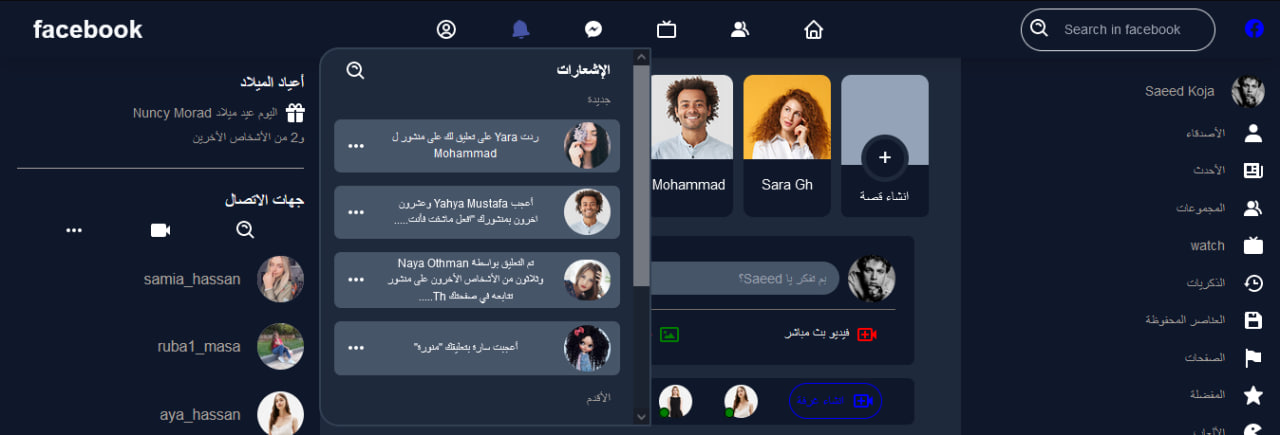 facebook
Search in facebook
Saeed Koja
الأصدقاء
الأحدث
المجموعات
watch
الذكريات
العناصر المحفوظة
الصفحات
المفضلة
الألعاب
Mohammad
Sara Gh
انشاء قصة
بم تفكر يا Saeed؟
فيديو بث مباشر
انشاء غرفة
الإشعارات
جديدة
ردت Yara على تعليق لك على منشور ل
Mohammad
أعجب Yahya Mustafa وعشرون
اخرون بمنشورك "افعل ماشئت فأنت.....
تم التعليق بواسطة Naya Othman
وثلاثون من الأشخاص الأخرون على منشور
تتابعه في صفحتك Th.....
أعجبت سارة بتعليقك "منورة"
الأقدم
أعياد الميلاد
اليوم عيد ميلاد Nuncy Morad
و2 من الأشخاص الأخرين
جهات الاتصال
samia_hassan
ruba1_masa
aya_hassan